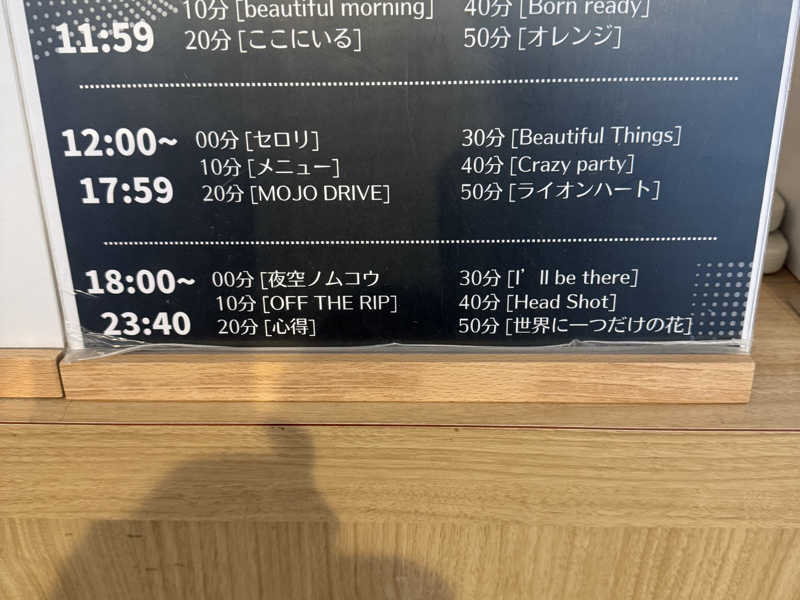 10分 [beautiful morning] 40分 [Born ready]
11:59 20分 [ここにいる] 50分 [オレンジ]
12:00~ 00分 [セロリ] 30分 [Beautiful Things]
10分 [メニュー] 40分 [Crazy party]
17:59 20分 [MOJO DRIVE] 50分 [ライオンハート]
18:00~ 00分 [夜空ノムコウ 30分 [I'll be there]
10分 [OFF THE RIP] 40分 [Head Shot]
23:40 20分 [心得] 50分 [世界に一つだけの花]